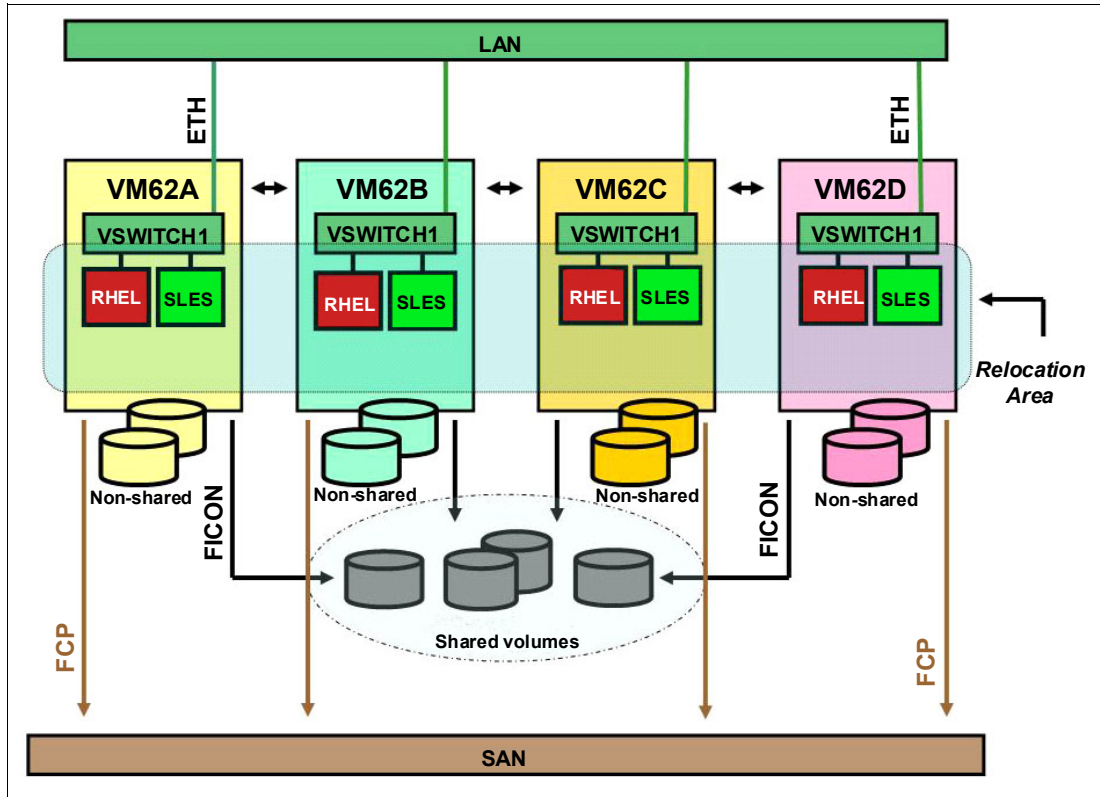 LAN
ETH
ETH
VM62A
VM62B
VM62C
VM62D
VSWITCH1
VSWITCH1
VSWITCH1
VSWITCH1
RHEL
SLES
RHEL
SLES
RHEL
SLES
RHEL
SLES
Relocation
Area
Non-shared
Non-shared
Non-shared
Non-shared
FICON
FICON
Shared volumes
FCP
FCP
SAN